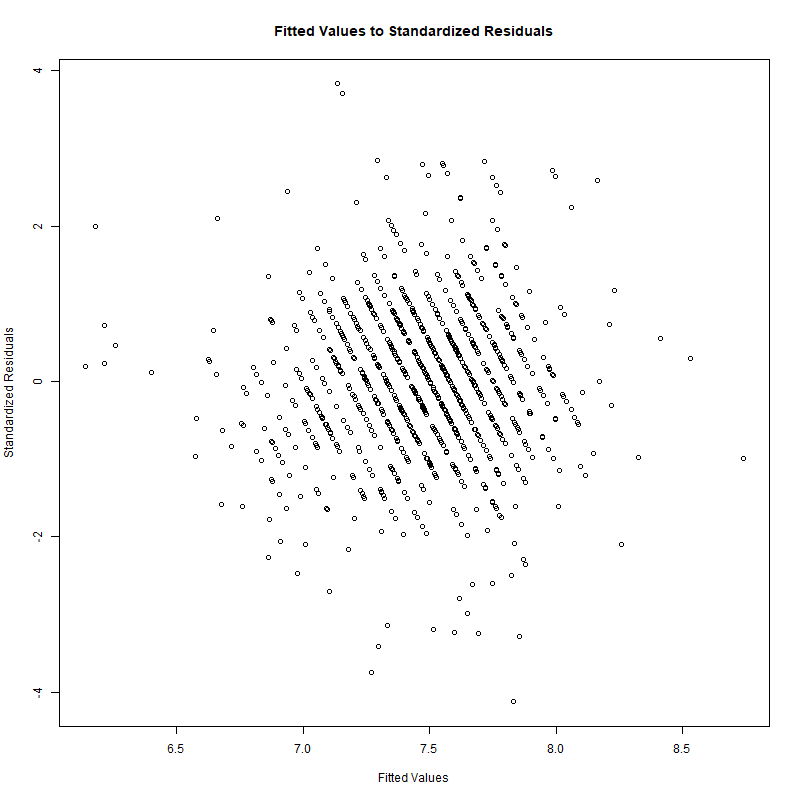 Fitted Values to Standardized Residuals
4
2
0
-2
-4
Standardized Residuals
6.5 7.0 7.5 8.0 8.5
Fitted Values